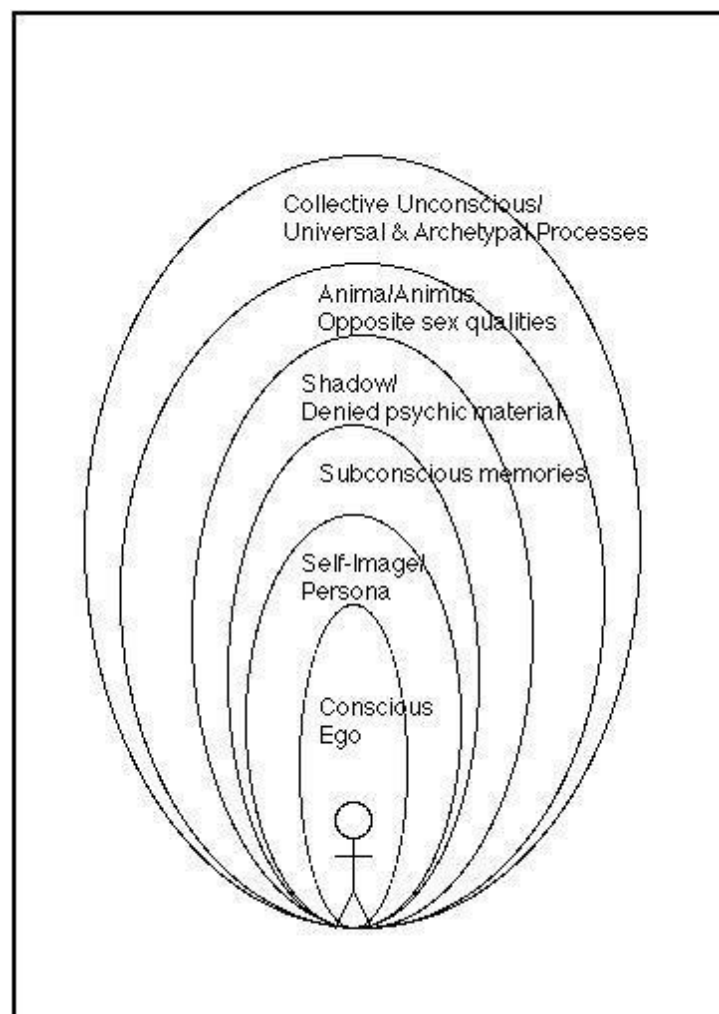 Collective Unconscious/
Universal & Archetypal Processes
Anima/Animus
Opposite sex qualities
Shadow/
Denied psychic material
Subconscious memories
Self-Image/
Persona
Conscious
Ego